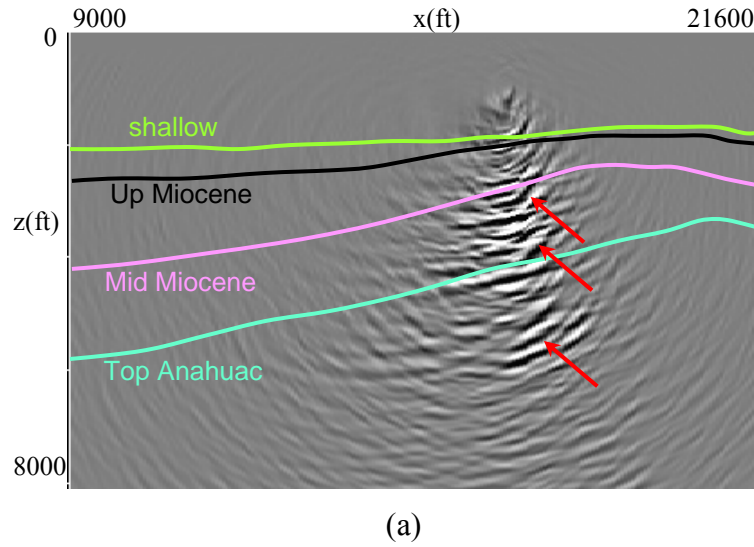 9000 x(ft) 21600
0
shallow
Up Miocene
z(ft)
Mid Miocene
Top Anahuac
8000
(a)